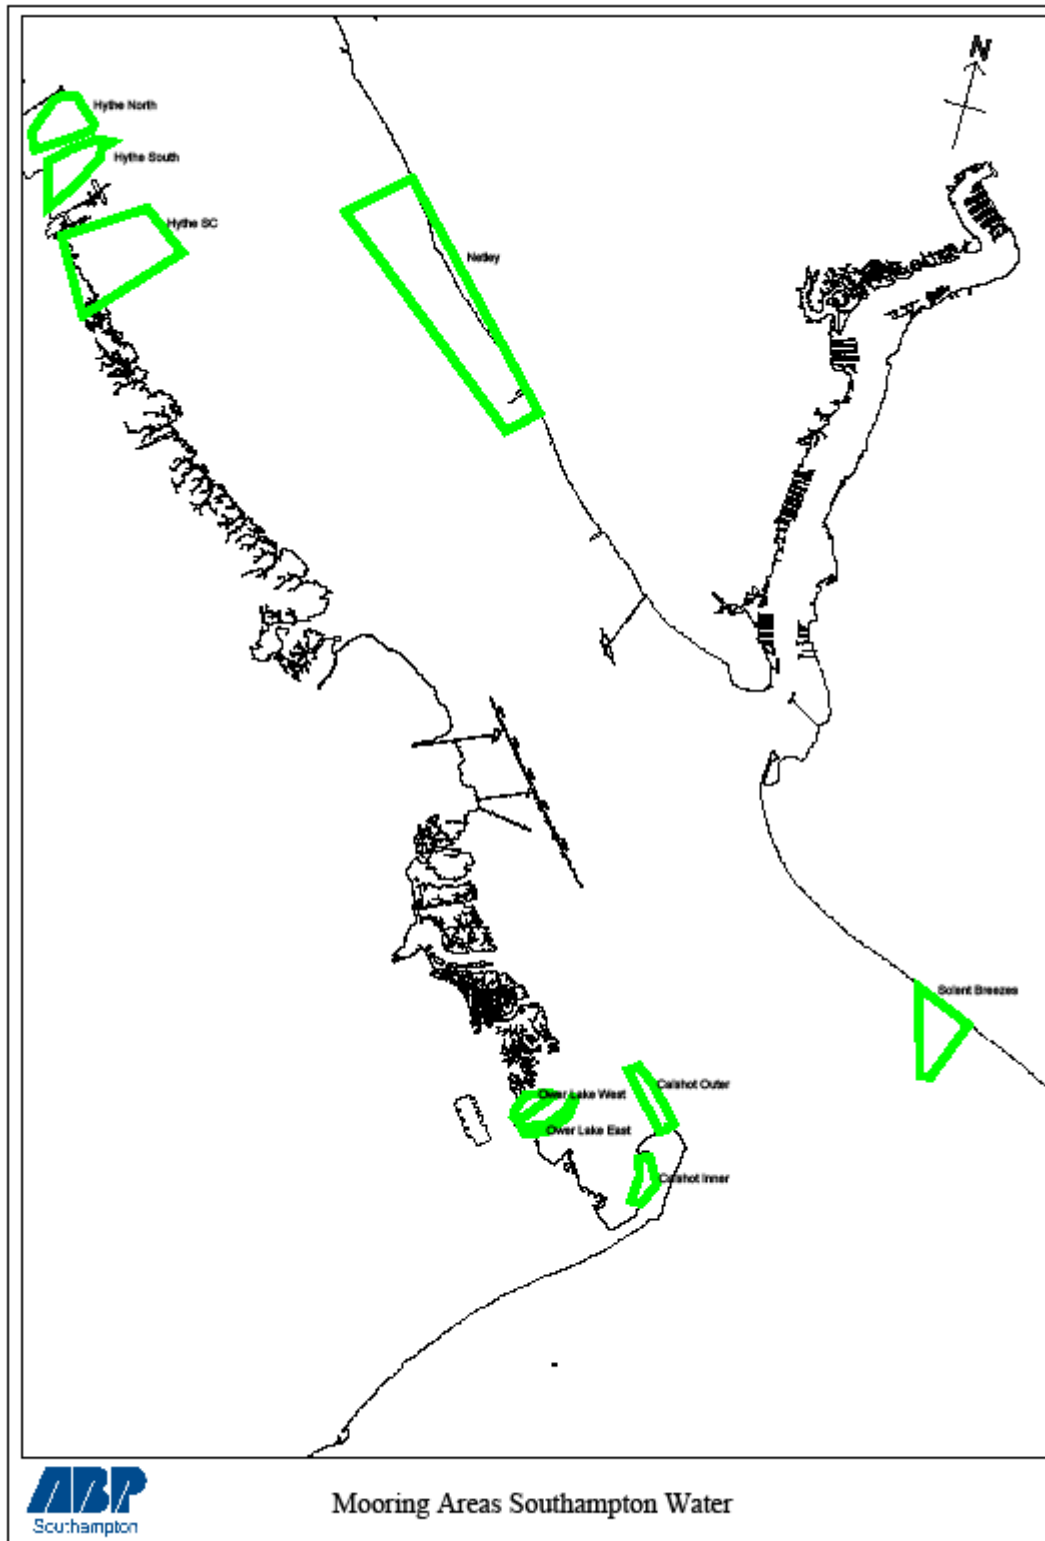 N
Hythe North
Hythe South
Hythe SC
Netley
Solent Breezes
Calshot Outer
Ower Lake West
Ower Lake East
Calshot Inner
ABP
Southampton
Mooring Areas Southampton Water